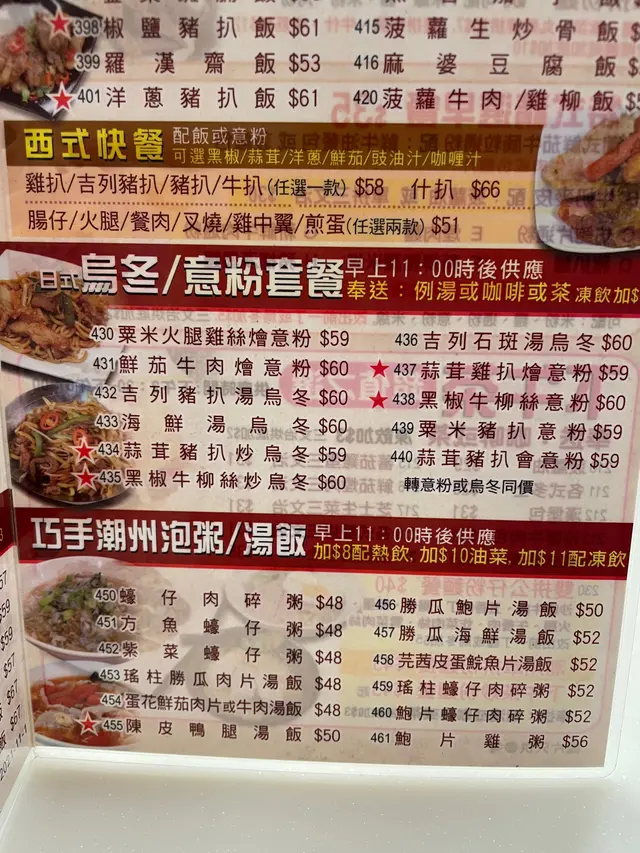 398 椒鹽豬扒飯 $61
399 羅漢齋飯 $53
401 洋蔥豬扒飯 $61
415 菠蘿生炒骨飯
416 麻婆豆腐飯
420 菠蘿牛肉/雞柳飯
西式快餐 配飯或意粉
可選黑椒/蒜茸/洋蔥/鮮茄/豉油汁/咖喱汁
雞扒/吉列豬扒/豬扒/牛扒(任選一款) $58 什扒 $66
腸仔/火腿/餐肉/叉燒/雞中翼/煎蛋(任選兩款) $51
日式烏冬/意粉套餐 早上11:00時後供應
奉送:例湯或咖啡或茶 凍飲加$
430 粟米火腿雞絲燴意粉 $59
431 鮮茄牛肉燴意粉 $60
432 吉列豬扒湯烏冬 $60
433 海鮮湯烏冬 $60
434 蒜茸豬扒炒烏冬 $59
435 黑椒牛柳絲炒烏冬 $60
436 吉列石斑湯烏冬 $60
437 蒜茸雞扒燴意粉 $59
438 黑椒牛柳絲意粉 $60
439 粟米豬扒意粉 $59
440 蒜茸豬扒會意粉 $59
轉意粉或烏冬同價
巧手潮州泡粥/湯飯 早上11:00時後供應
加$8配熱飲, 加$10油菜, 加$11配凍飲
450 蠔仔肉碎粥 $48
451 方魚蠔仔粥 $48
452 紫菜蠔仔粥 $48
453 瑤柱勝瓜肉片湯飯 $48
454 蛋花鮮茄肉片或牛肉湯飯 $48
455 陳皮鴨腿湯飯 $50
456 勝瓜鮑片湯飯 $50
457 勝瓜海鮮湯飯 $52
458 芫茜皮蛋鯇魚片湯飯 $52
459 瑤柱蠔仔肉碎粥 $52
460 鮑片蠔仔肉碎粥 $52
461 鮑片雞粥 $56